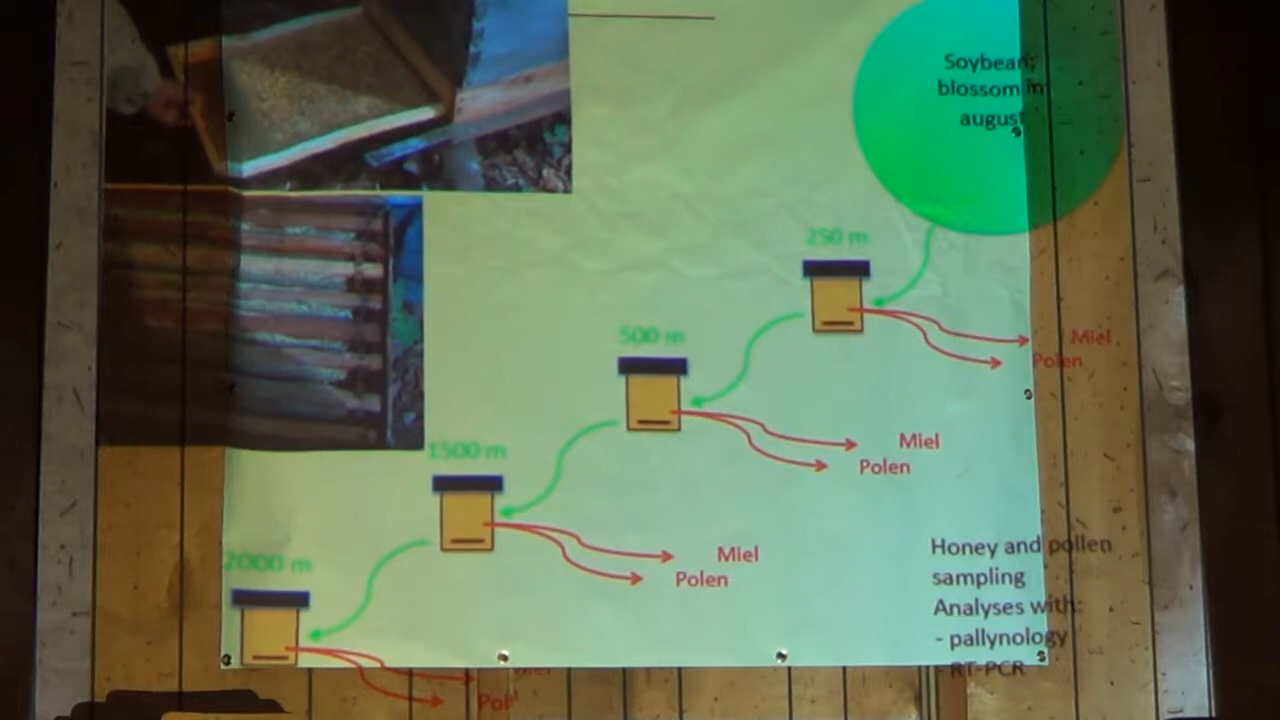 Soybean;
blossom in
august
250 m
Miel
Polen
500 m
Miel
Polen
1500 m
Miel
Polen
2000 m
Honey and pollen
sampling
Analyses with:
- pallynology
- RT-PCR
Miel